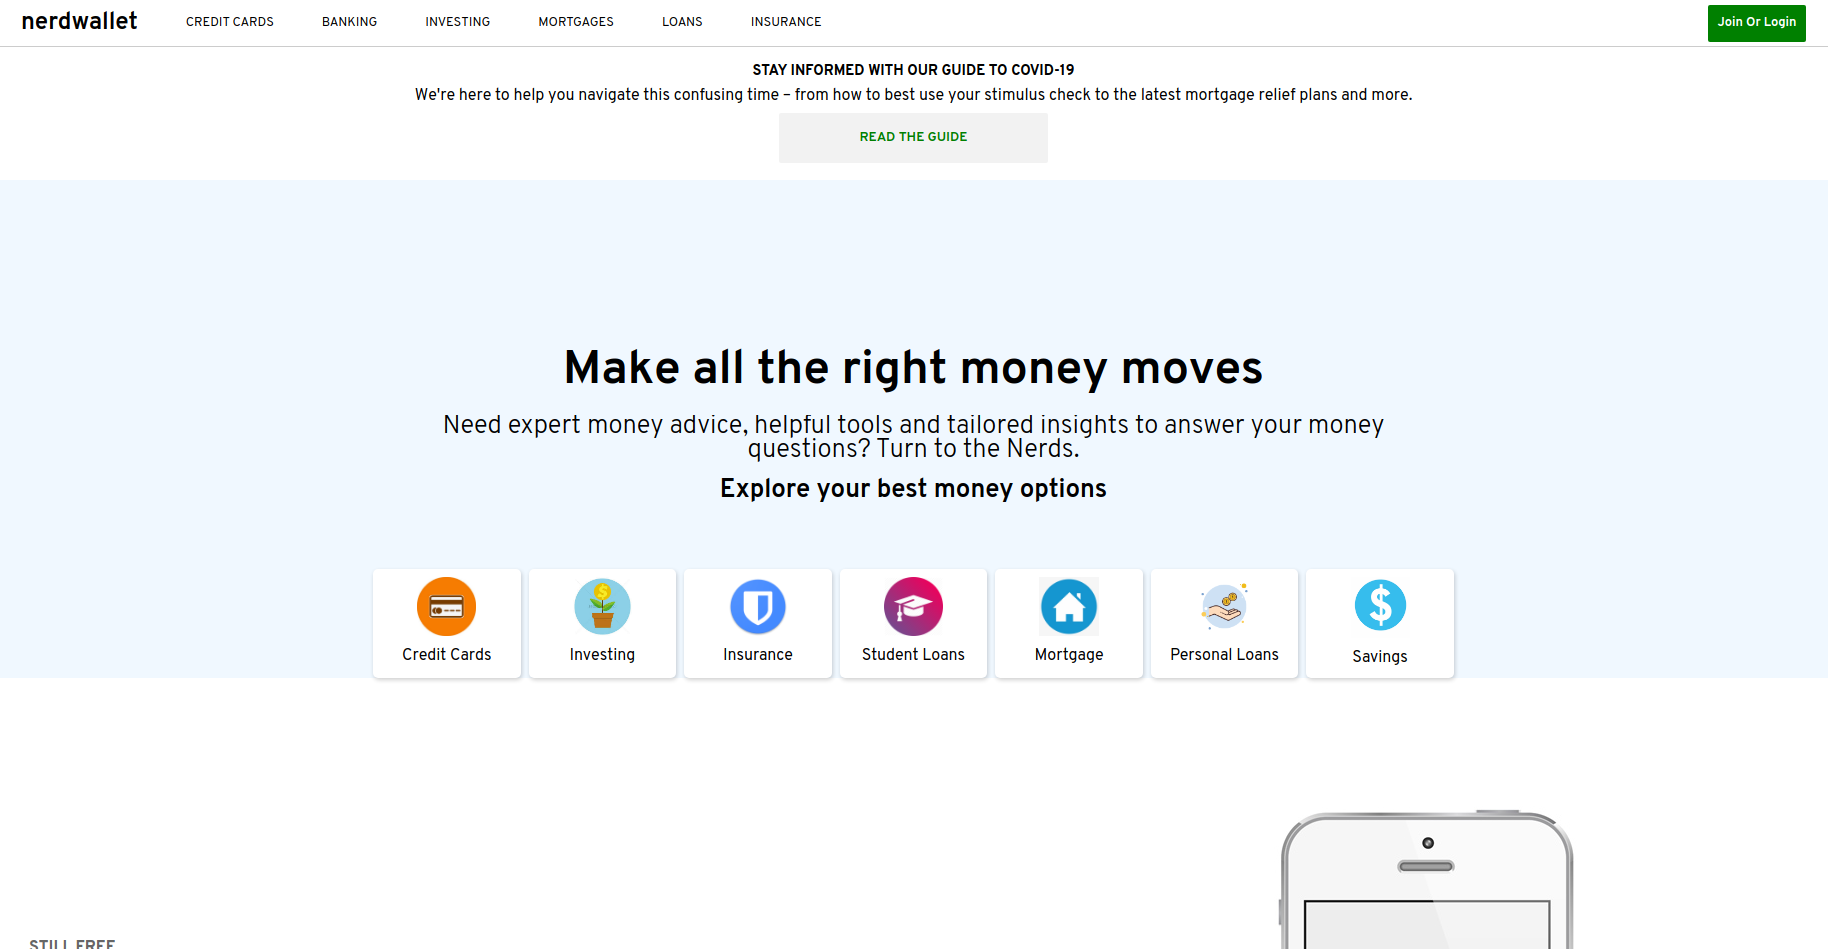 nerdwallet
CREDIT CARDS
BANKING
INVESTING
MORTGAGES
LOANS
INSURANCE
Join Or Login
STAY INFORMED WITH OUR GUIDE TO COVID-19
We're here to help you navigate this confusing time – from how to best use your stimulus check to the latest mortgage relief plans and more.
READ THE GUIDE
Make all the right money moves
Need expert money advice, helpful tools and tailored insights to answer your money
questions? Turn to the Nerds.
Explore your best money options
Credit Cards
Investing
Insurance
Student Loans
Mortgage
Personal Loans
Savings
STILL FREE